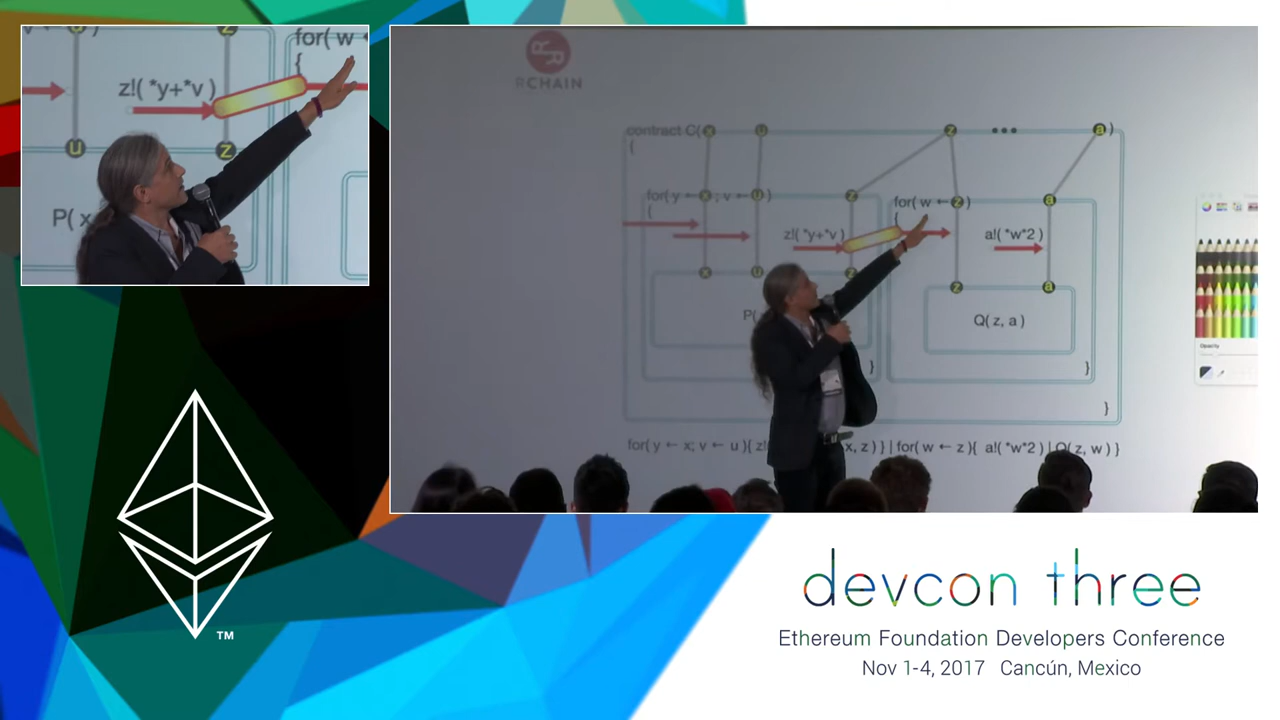 for( w
{
z!( *y+*v )
u
z
P( x
RCHAIN
contract C( x u z ••• a )
{
for( y ← x ; v ← u )
z
for( w ← z )
a
{
{
z!( *y+*v )
a!( *w*2 )
x
u
z
z
a
P(
Q( z, a )
}
}
}
for( y ← x; v ← u ){ z!
x, z ) } | for( w ← z ){ a!( *w*2 ) | Q( z, w ) }
Opacity
TM
devcon three
Ethereum Foundation Developers Conference
Nov 1-4, 2017 Cancún, Mexico